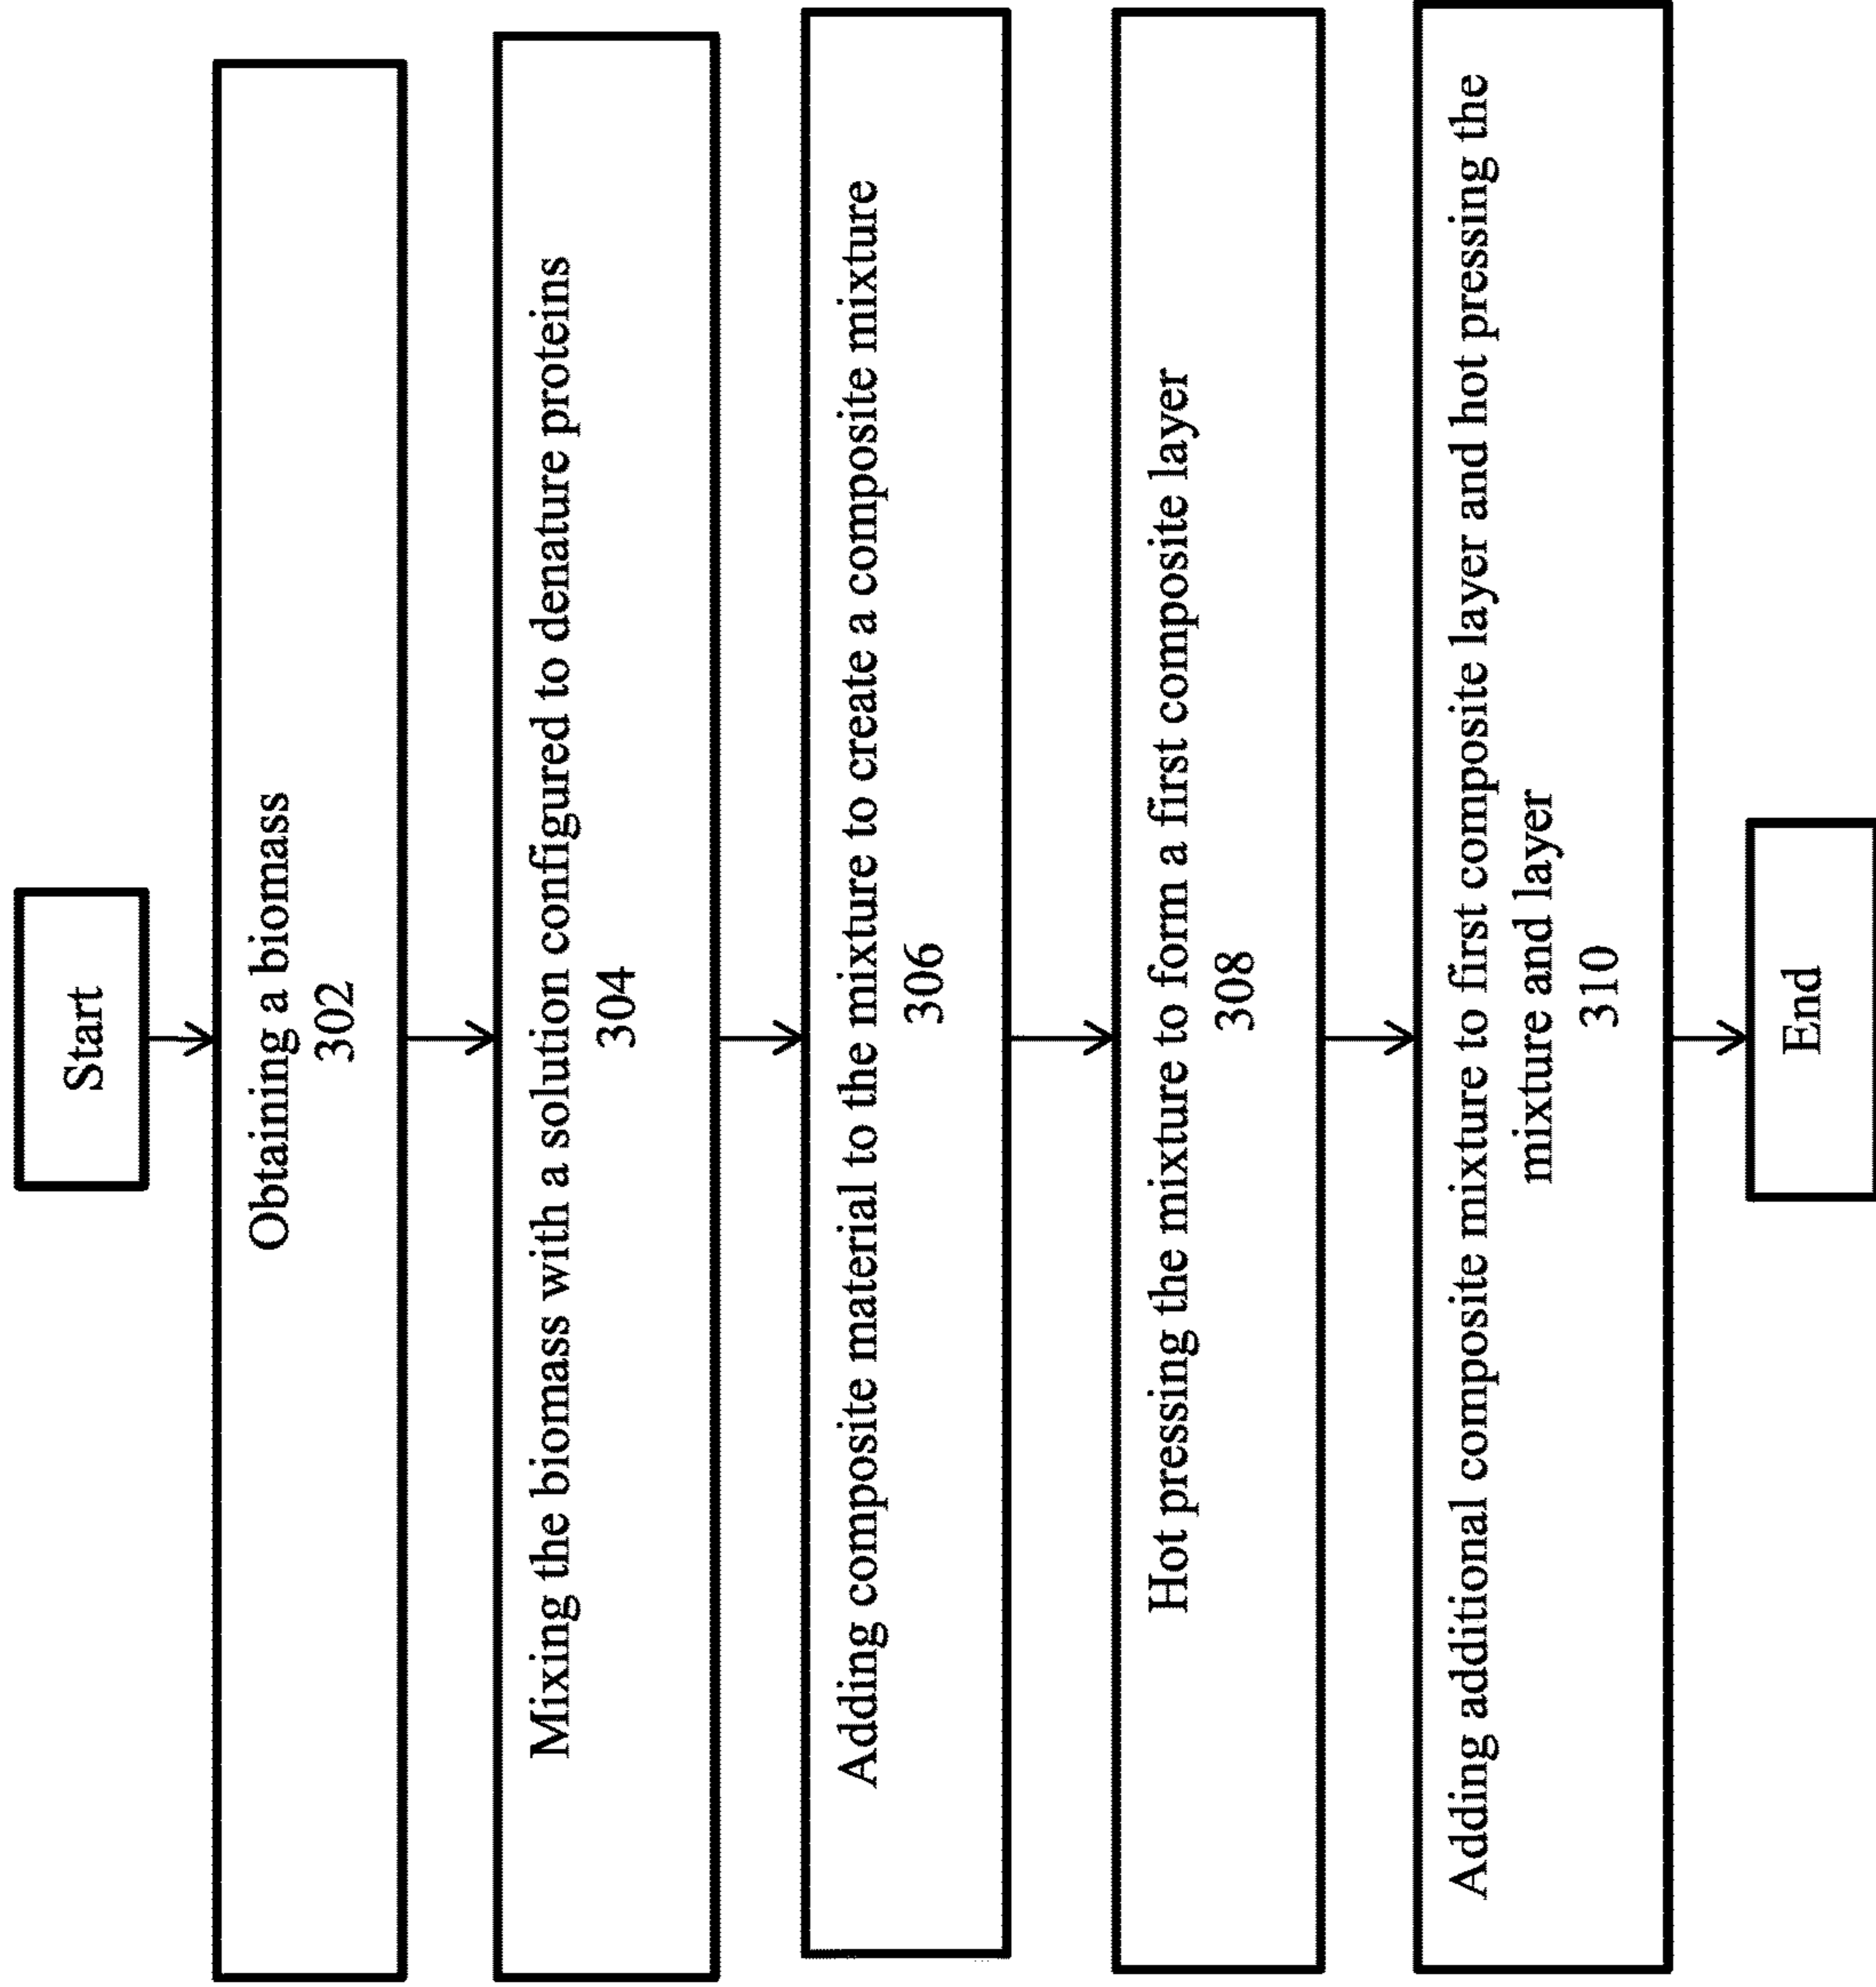 Start
Obtaining a biomass
302
Mixing the biomass with a solution configured to denature proteins
304
Adding composite material to the mixture to create a composite mixture
306
Hot pressing the mixture to form a first composite layer
308
Adding additional composite mixture to first composite layer and hot pressing the
mixture and layer
310
End